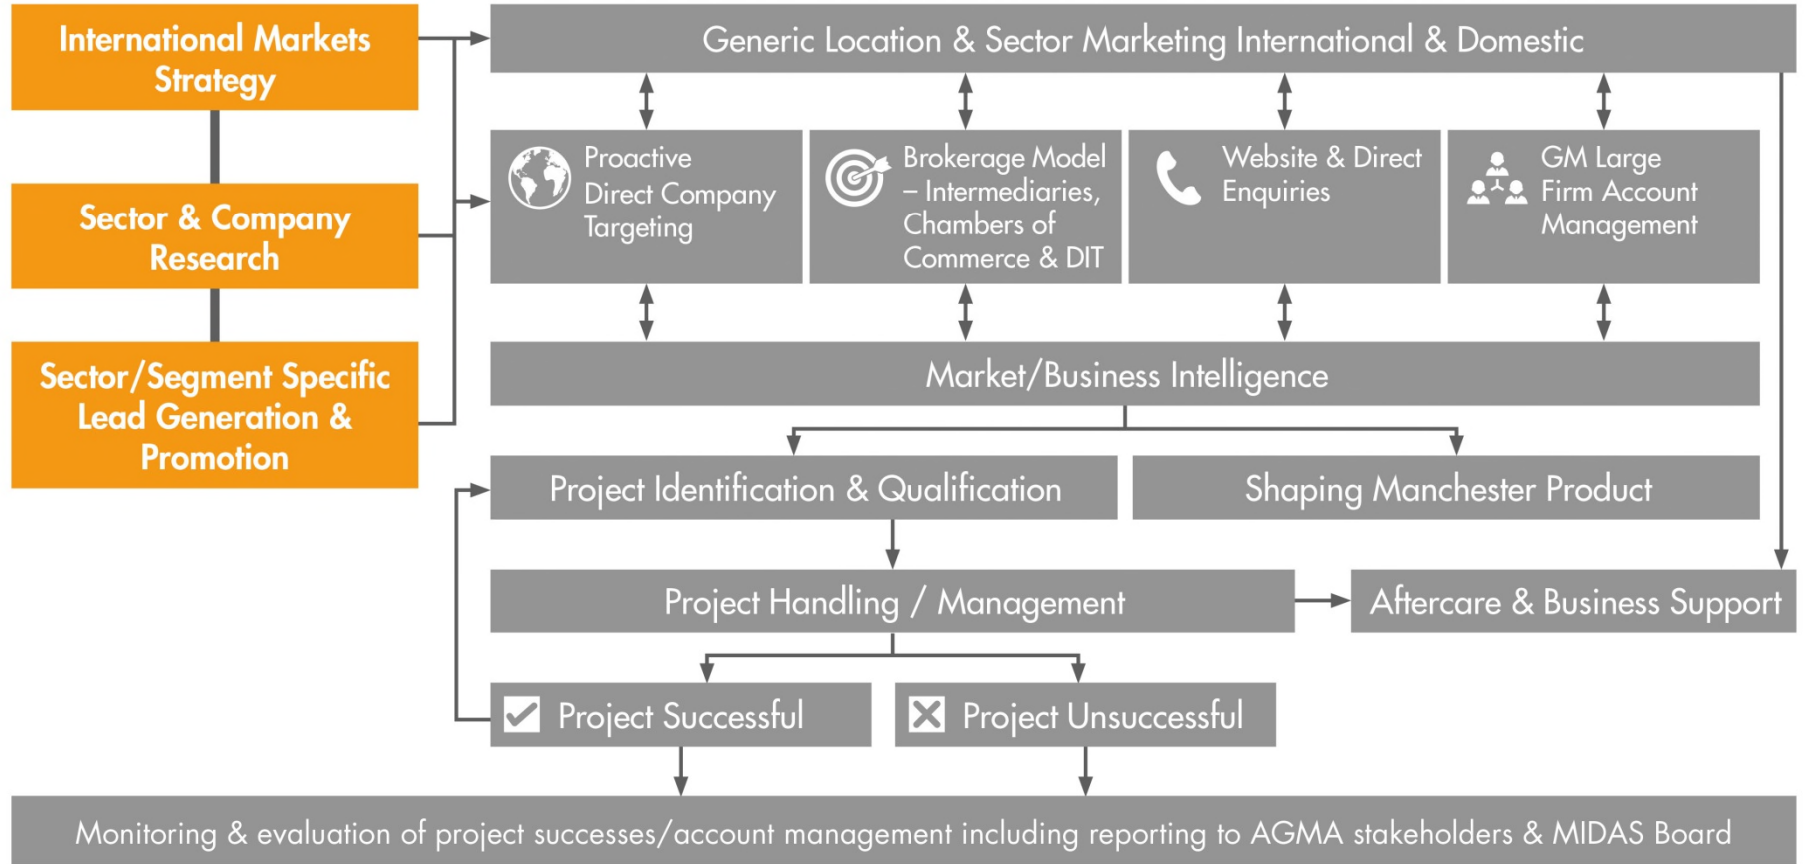 International Markets
Strategy
Sector & Company
Research
Sector/Segment Specific
Lead Generation &
Promotion
Generic Location & Sector Marketing International & Domestic
Proactive
Direct Company
Targeting
Brokerage Model
– Intermediaries,
Chambers of
Commerce & DIT
Website & Direct
Enquiries
GM Large
Firm Account
Management
Market/Business Intelligence
Project Identification & Qualification
Shaping Manchester Product
Project Handling / Management
Aftercare & Business Support
Project Successful
Project Unsuccessful
Monitoring & evaluation of project successes/account management including reporting to AGMA stakeholders & MIDAS Board